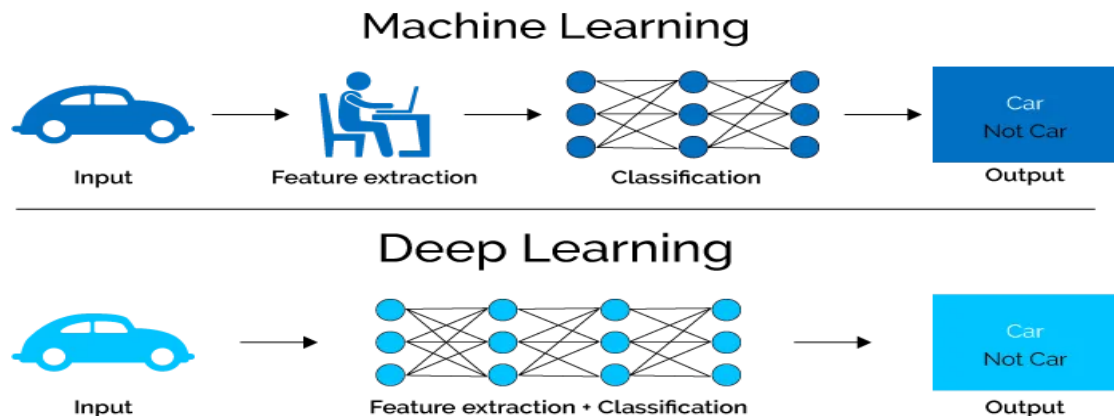 Machine Learning
Car
Not Car
Input
Feature extraction
Classification
Output
Deep Learning
Car
Not Car
Input
Feature extraction + Classification
Output